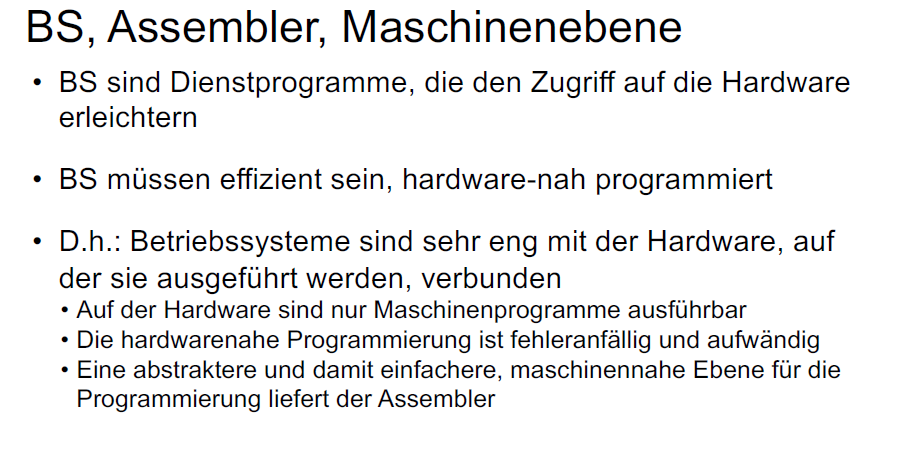 BS, Assembler, Maschinenebene
• BS sind Dienstprogramme, die den Zugriff auf die Hardware
erleichtern
• BS müssen effizient sein, hardware-nah programmiert
• D.h.: Betriebssysteme sind sehr eng mit der Hardware, auf
der sie ausgeführt werden, verbunden
• Auf der Hardware sind nur Maschinenprogramme ausführbar
• Die hardwarenahe Programmierung ist fehleranfällig und aufwändig
• Eine abstraktere und damit einfachere, maschinennahe Ebene für die
Programmierung liefert der Assembler